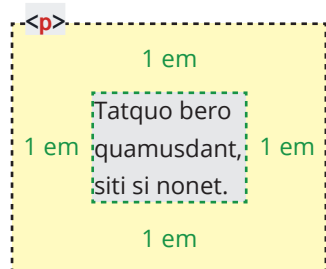 <p>
1 em
Tatquo bero
1 em quamusdant, 1 em
siti si nonet.
1 em